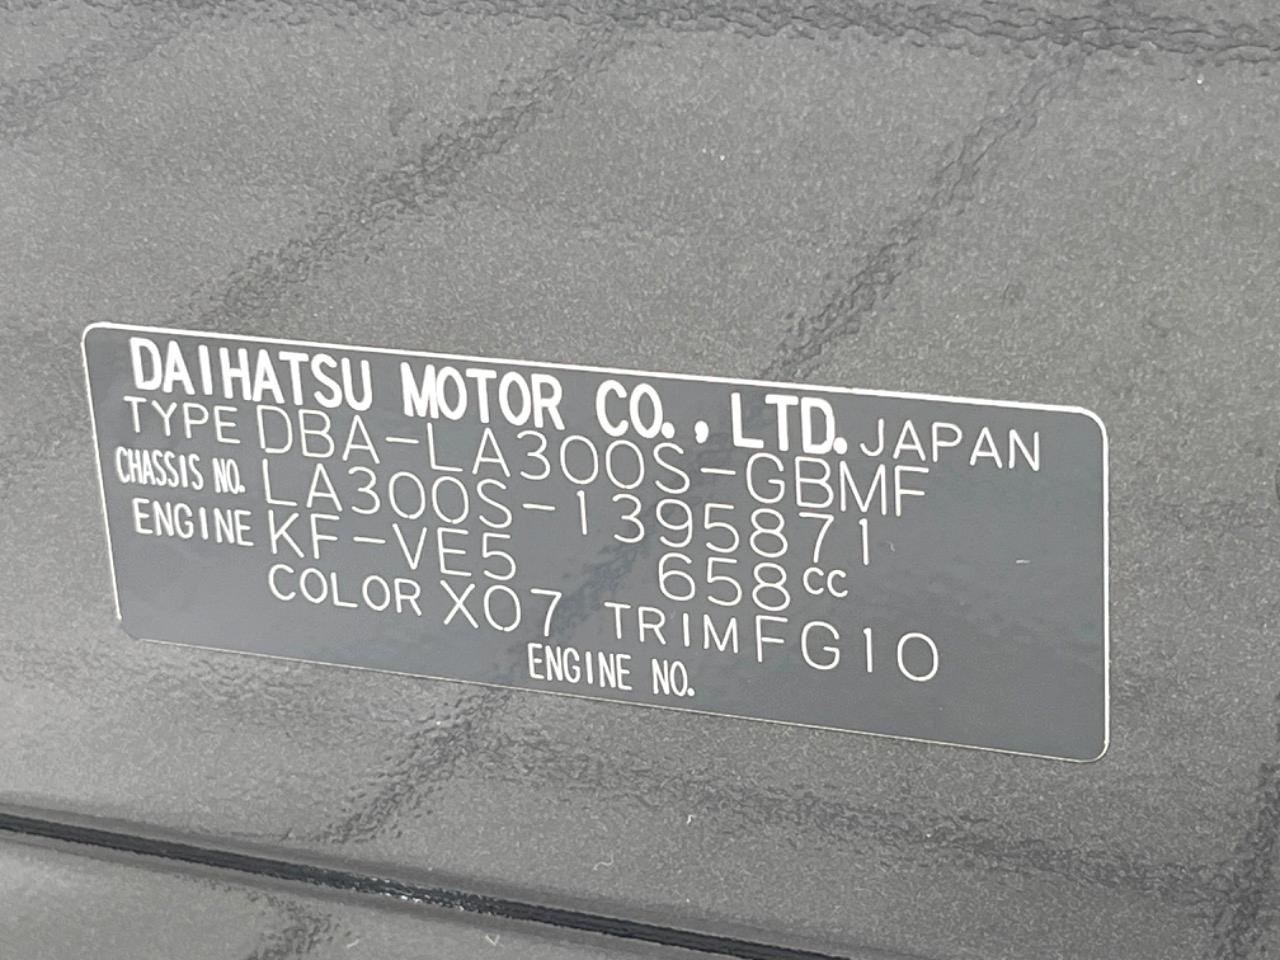 DAIHATSU MOTOR CO., LTD. JAPAN
TYPE DBA-LA300S-GBMF
CHASSIS NO. LA300S-1395871
ENGINE KF-VE5 658cc
COLOR X07 TRIM FG10
ENGINE NO.